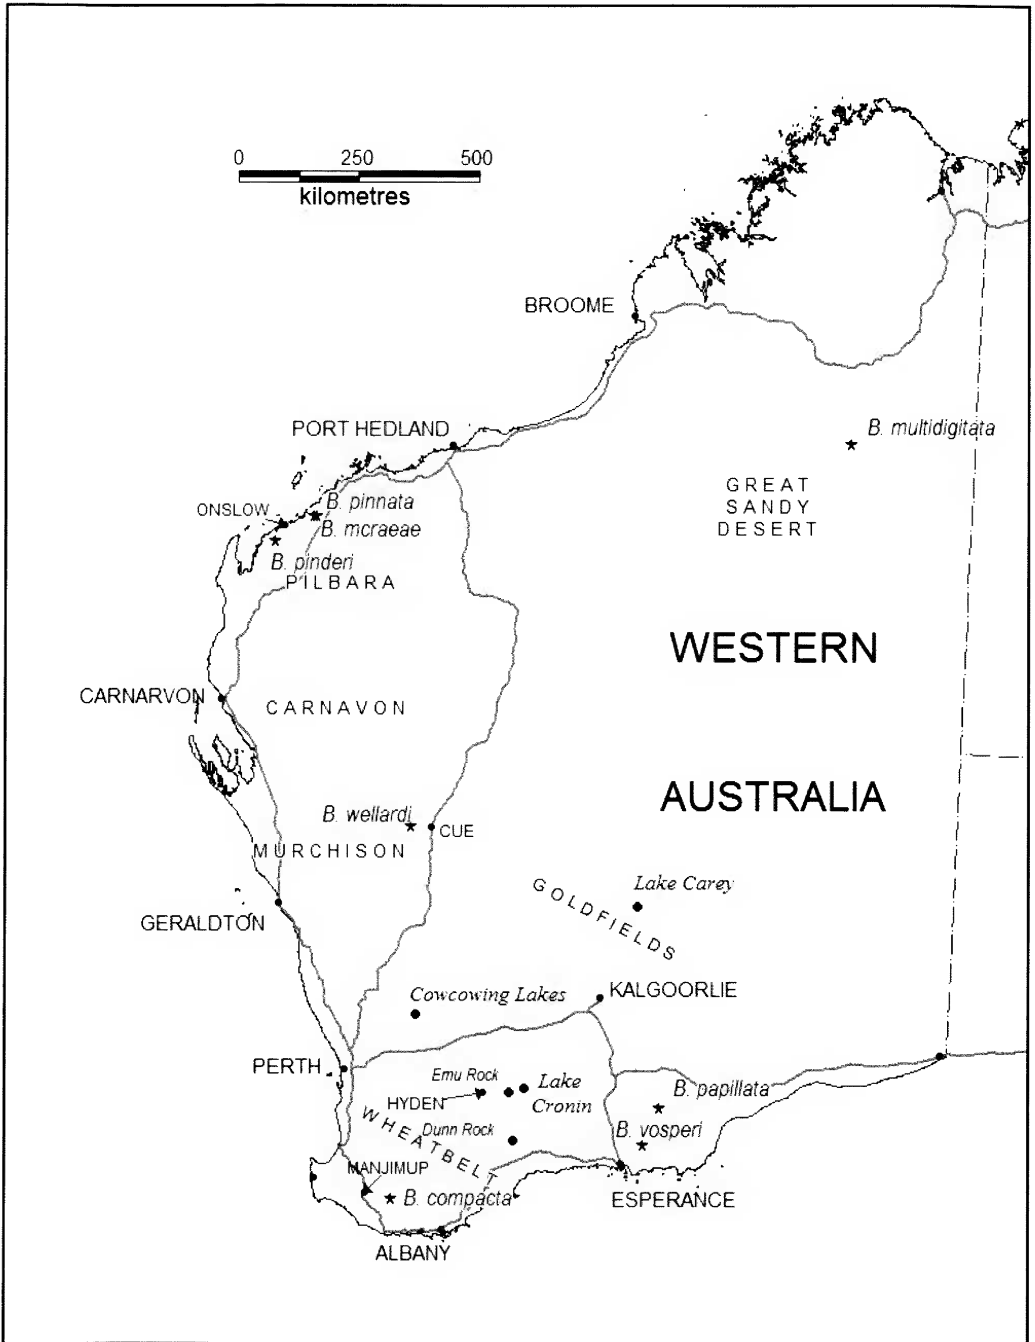 0 250 500
kilometres
BROOME
PORT HEDLAND
B. multidigitata
GREAT
SANDY
DESERT
ONSLOW
B. pinnata
B. mcraeae
B. pinderi
PILBARA
WESTERN
CARNARVON
CARNAVON
AUSTRALIA
B. wellardi
CUE
MURCHISON
Lake Carey
GOLDFIELDS
GERALDTON
KALGOORLIE
Cowcowing Lakes
PERTH
Emu Rock
Lake
Cronin
HYDEN
B. papillata
Dunn Rock
B. vosperi
WHEATBELT
MANJIMUP
B. compacta
ESPERANCE
ALBANY